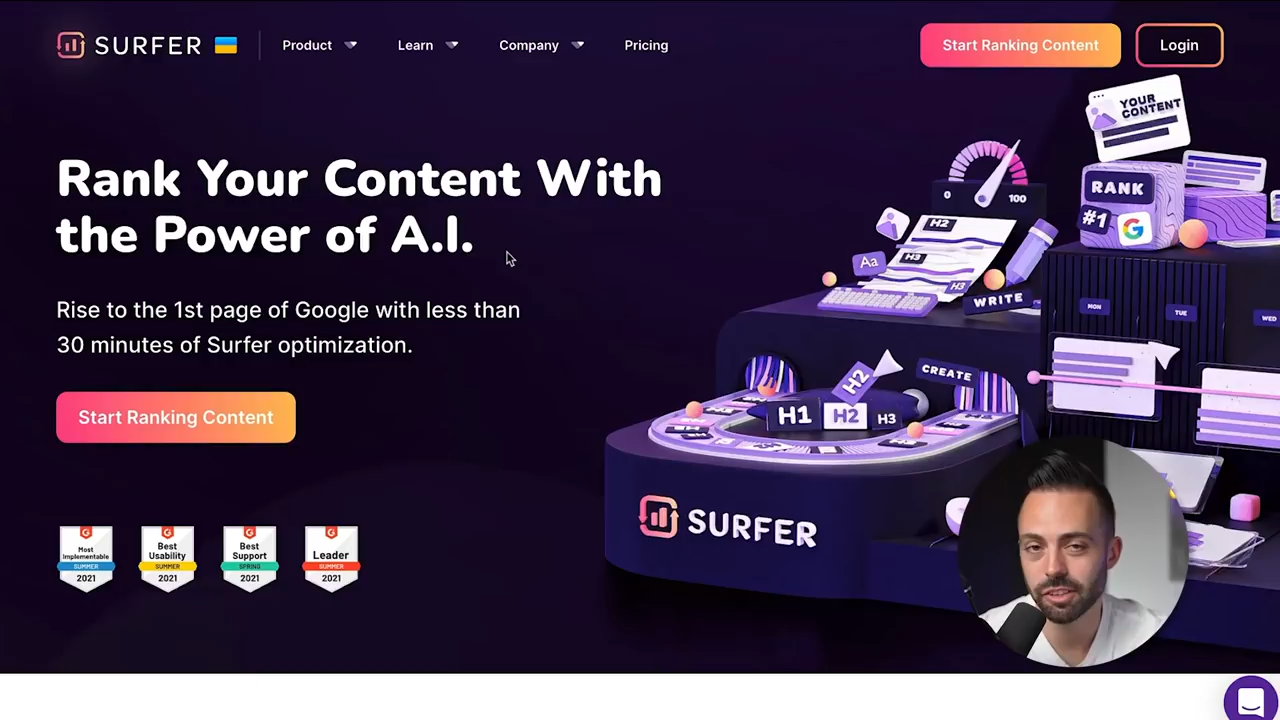 SURFER
Product
Learn
Company
Pricing
Start Ranking Content
Login
Rank Your Content With
the Power of A.I.
Rise to the 1st page of Google with less than
30 minutes of Surfer optimization.
Start Ranking Content
Most
Implementable
SUMMER
2021
Best
Usability
SUMMER
2021
Best
Support
SPRING
2021
Leader
SUMMER
2021
YOUR
CONTENT
RANK
#1
G
0
100
H2
Aa
H3
H3
WRITE
MON
TUE
WED
CREATE
H2
H1
H2
H3
SURFER